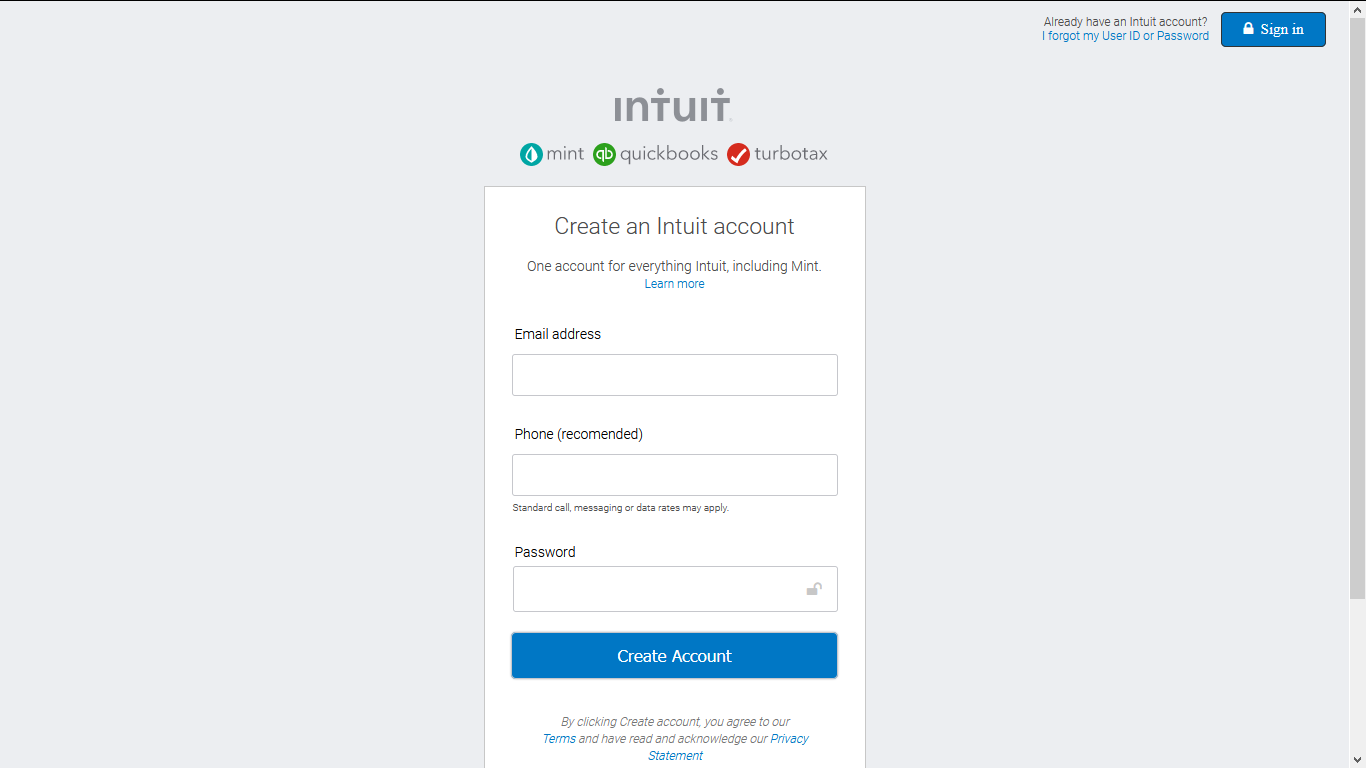 Already have an Intuit account?
I forgot my User ID or Password
Sign in
intuit
mint quickbooks turbotax
Create an Intuit account
One account for everything Intuit, including Mint.
Learn more
Email address
Phone (recomended)
Standard call, messaging or data rates may apply.
Password
Create Account
By clicking Create account, you agree to our
Terms and have read and acknowledge our Privacy
Statement